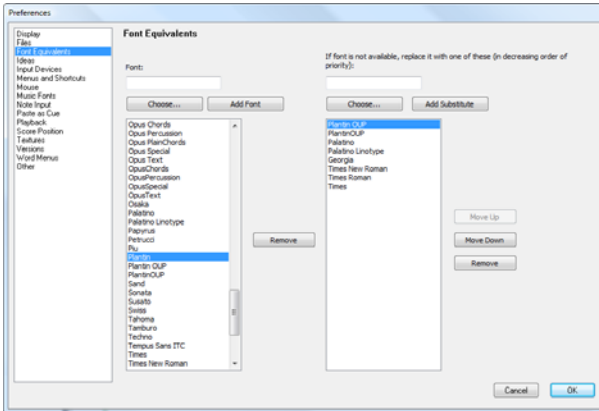 Preferences
Display
Files
Font Equivalents
Ideas
Input Devices
Menus and Shortcuts
Mouse
Music Fonts
Note Input
Paste as Cue
Playback
Score Position
Textures
Versions
Word Menus
Other
Font Equivalents
Font:
Choose...
Add Font
Opus Chords
Opus Percussion
Opus PlainChords
Opus Special
Opus Text
OpusChords
OpusPercussion
OpusSpecial
OpusText
Osaka
Palatino
Palatino Linotype
Papyrus
Petrucci
Piu
Plantin
Plantin OUP
PlantinOUP
Sand
Sonata
Susato
Swiss
Tahoma
Tamburo
Techno
Tempus Sans ITC
Times
Times New Roman
Remove
If font is not available, replace it with one of these (in decreasing order of
priority):
Choose...
Add Substitute
Plantin OUP
PlantinOUP
Palatino
Palatino Linotype
Georgia
Times New Roman
Times Roman
Times
Move Up
Move Down
Remove
Cancel
OK